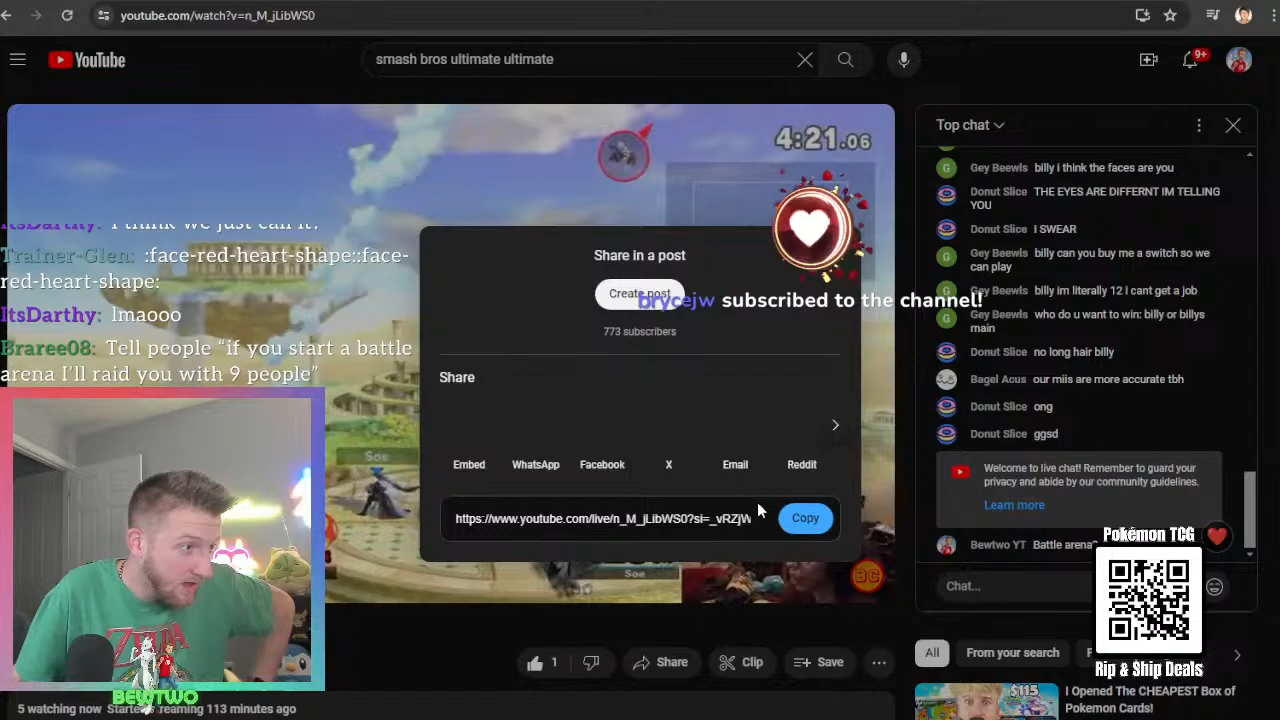 youtube.com/watch?v=n_M_jLibWS0
YouTube
smash bros ultimate ultimate
9+
4:21.06
Top chat
G Gey Beewls billy i think the faces are you
Donut Slice THE EYES ARE DIFFERNT IM TELLING
YOU
Donut Slice I SWEAR
G Gey Beewls billy can you buy me a switch so we
can play
G Gey Beewls billy im literally 12 i cant get a job
G Gey Beewls who do u want to win: billy or billys
main
Donut Slice no long hair billy
Bagel Acus our miis are more accurate tbh
Donut Slice ong
Donut Slice ggsd
Welcome to live chat! Remember to guard your
privacy and abide by our community guidelines.
Learn more
Bewtwo YT Battle arena?
Chat...
ItsDarthy: I think we just call it.
Trainer-Glen: :face-red-heart-shape::face-
red-heart-shape:
ItsDarthy: lmaooo
Braree08: Tell people “if you start a battle
arena I’ll raid you with 9 people”
Share in a post
Create post
brycejw subscribed to the channel!
773 subscribers
Share
Embed
WhatsApp
Facebook
X
Email
Reddit
https://www.youtube.com/live/n_M_jLibWS0?si=_vRZjW
Copy
Soe
Soe
BC
ZELDA
BEWTWO
Pokémon TCG
Rip & $hip Deals
1
Share
Clip
Save
All
From your search
5 watching now
$115
I Opened The CHEAPEST Box of
Pokemon Cards!